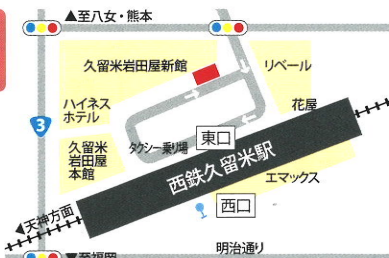 ▲至八女・熊本
久留米岩田屋新館
リベール
ハイネス
ホテル
花屋
3
タクシー乗り場
東口
久留米
岩田屋
本館
西鉄久留米駅
エマックス
西口
◀天神方面
明治通り
▼至福岡